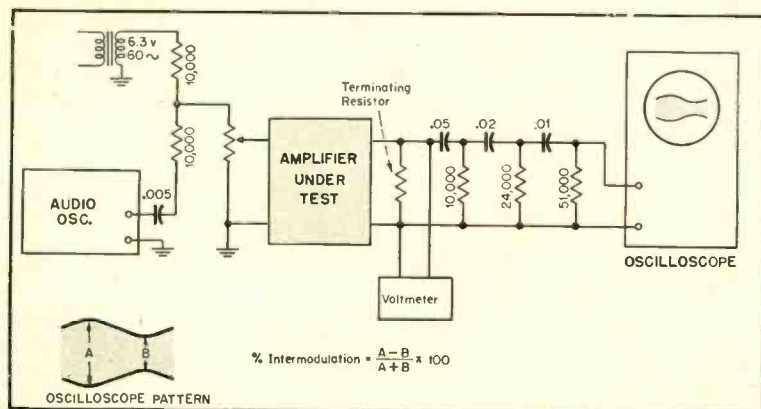 6.3 v
60~
10,000
10,000
.005
AUDIO
OSC.
AMPLIFIER
UNDER
TEST
Terminating
Resistor
.05
.02
.01
10,000
24,000
51,000
Voltmeter
OSCILLOSCOPE
A
B
OSCILLOSCOPE PATTERN
% Intermodulation = A-B / A+B x 100